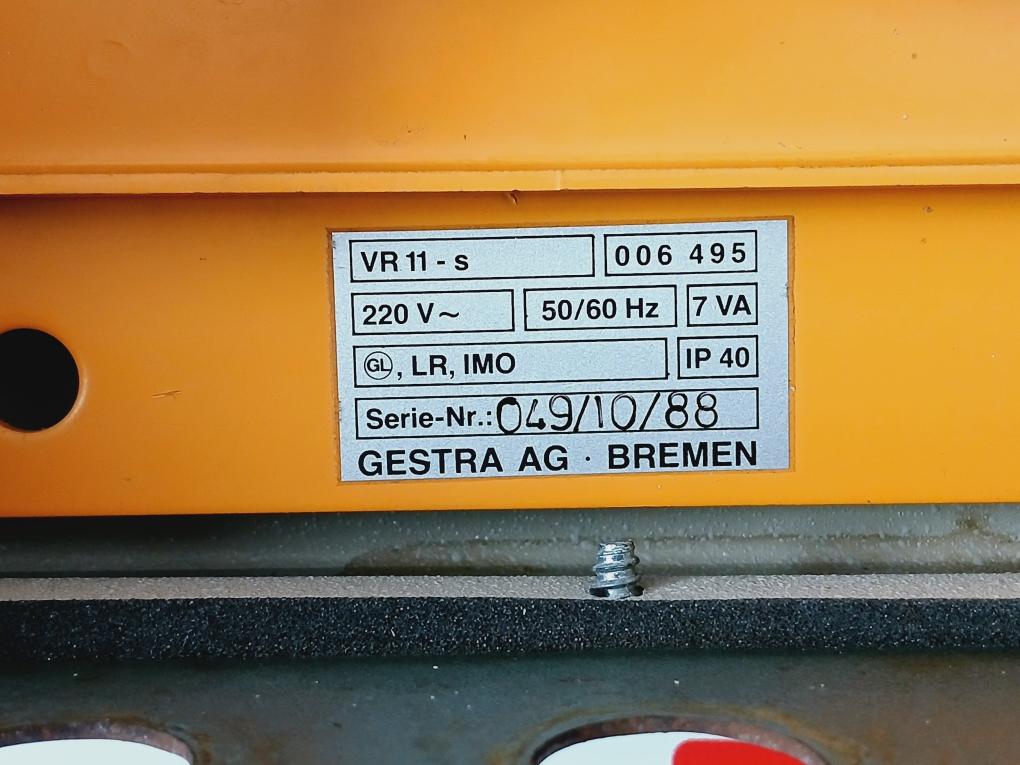 VR 11 - s 006 495
220 V~ 50/60 Hz 7 VA
GL, LR, IMO IP 40
Serie-Nr.: 049/10/88
GESTRA AG · BREMEN